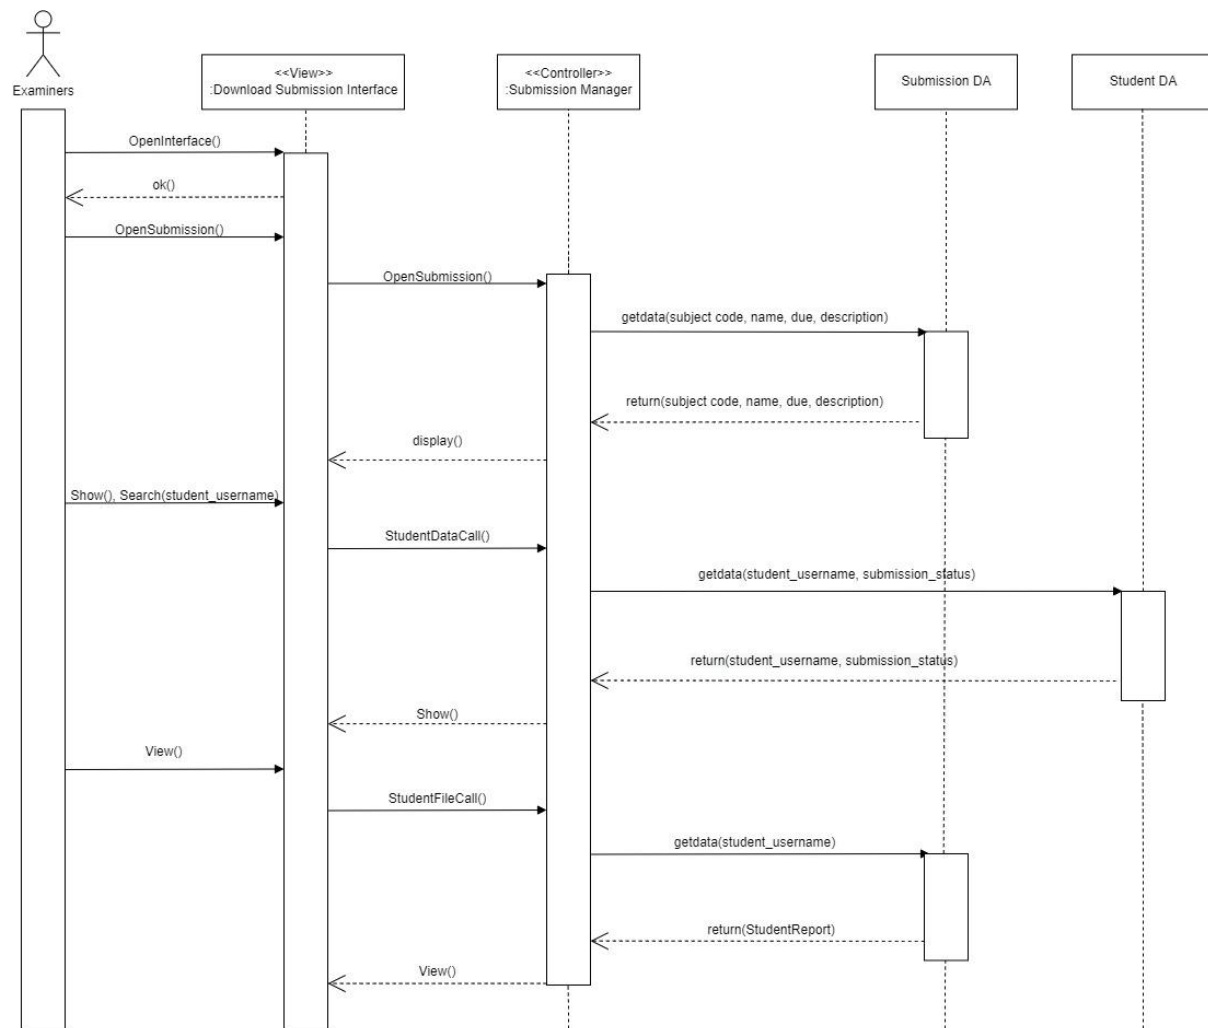 Examiners
<<View>>
:Download Submission Interface
<<Controller>>
:Submission Manager
Submission DA
Student DA
OpenInterface()
ok()
OpenSubmission()
OpenSubmission()
getdata(subject code, name, due, description)
return(subject code, name, due, description)
display()
Show(), Search(student_username)
StudentDataCall()
getdata(student_username, submission_status)
return(student_username, submission_status)
Show()
View()
StudentFileCall()
getdata(student_username)
return(StudentReport)
View()